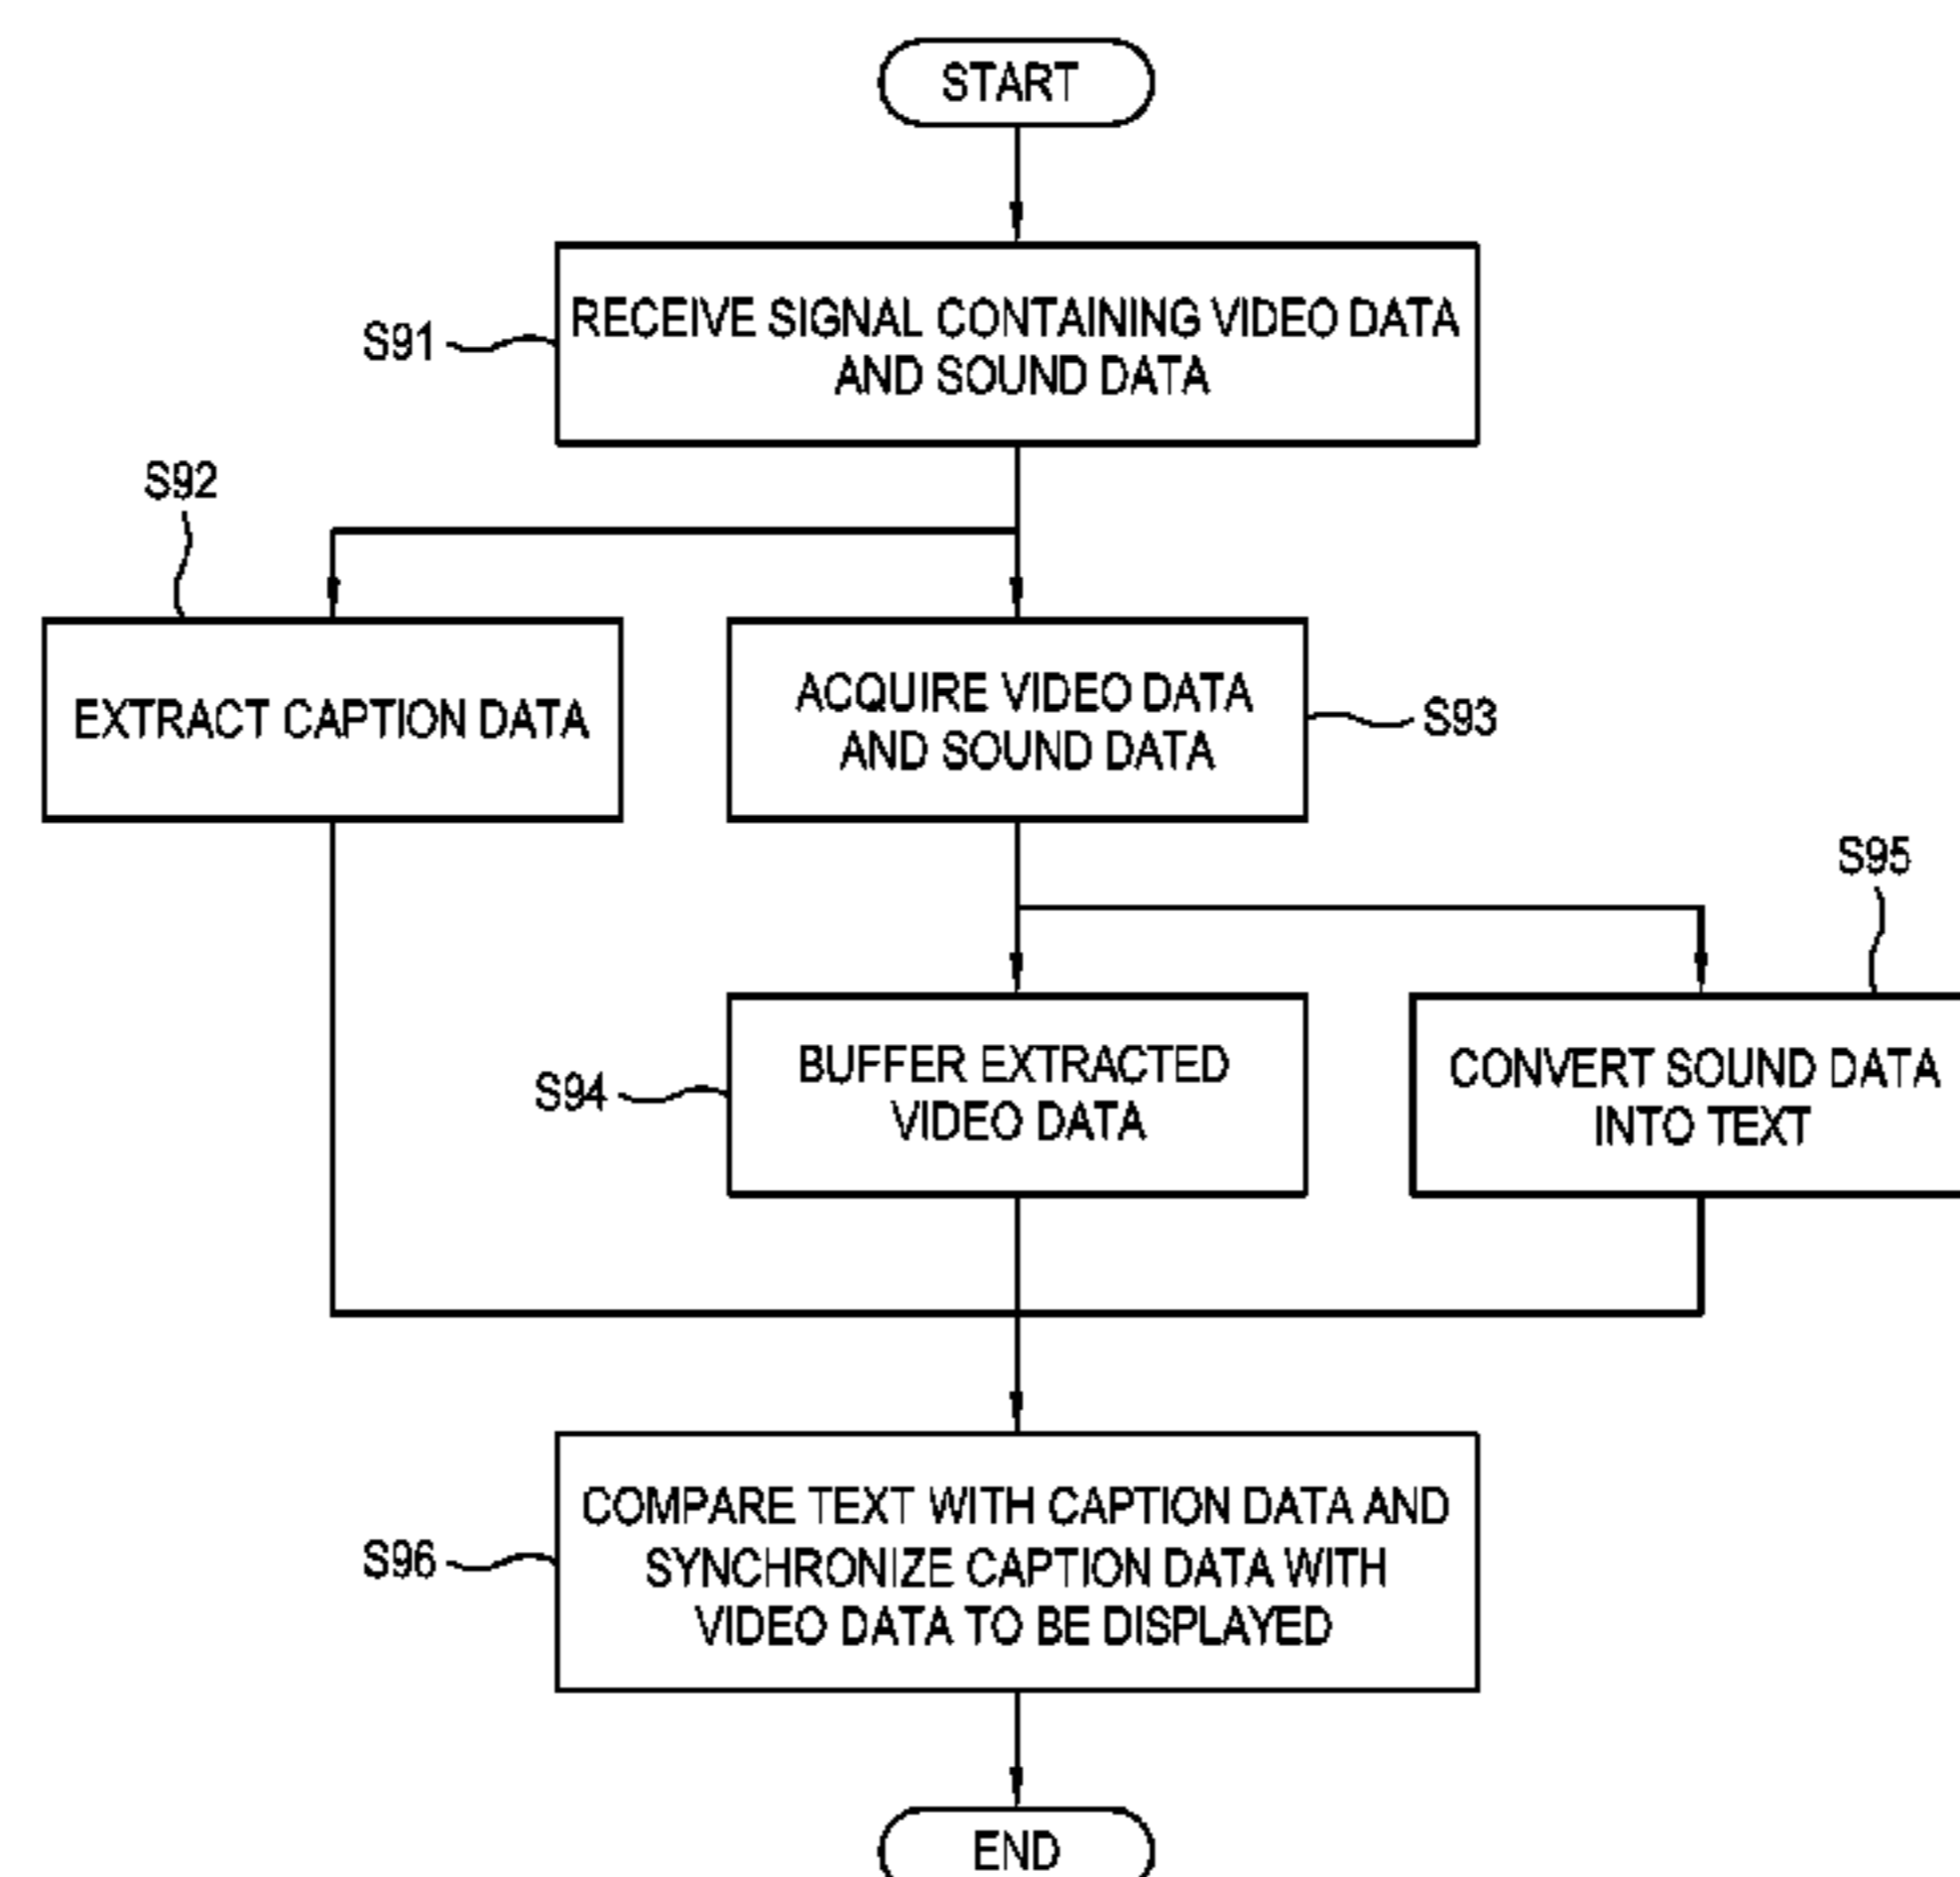 START
S91
RECEIVE SIGNAL CONTAINING VIDEO DATA
AND SOUND DATA
S92
EXTRACT CAPTION DATA
ACQUIRE VIDEO DATA
AND SOUND DATA
S93
S95
S94
BUFFER EXTRACTED
VIDEO DATA
CONVERT SOUND DATA
INTO TEXT
S96
COMPARE TEXT WITH CAPTION DATA AND
SYNCHRONIZE CAPTION DATA WITH
VIDEO DATA TO BE DISPLAYED
END